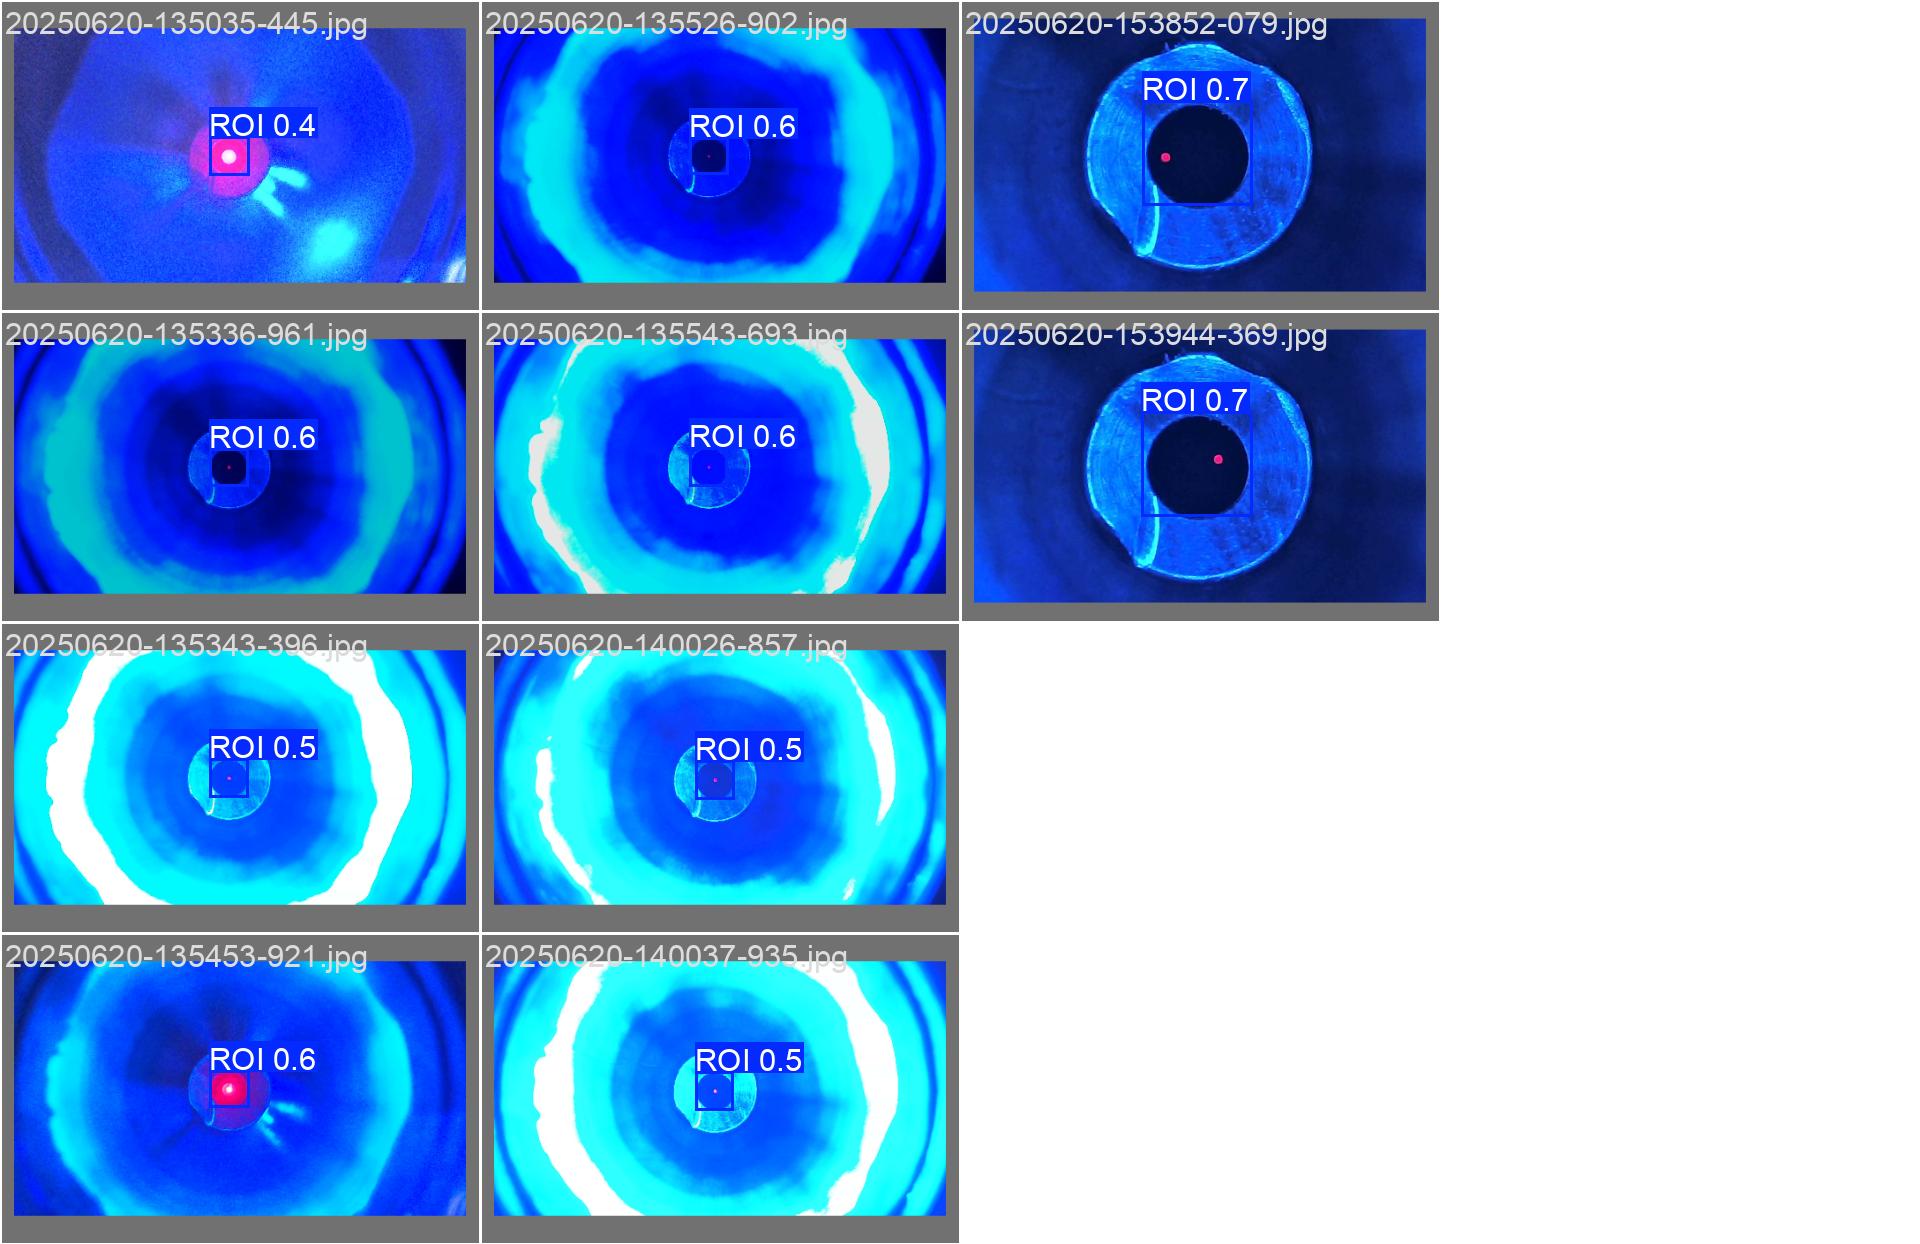 20250620-135035-445.jpg
ROI 0.4
20250620-135526-902.jpg
ROI 0.6
20250620-153852-079.jpg
ROI 0.7
20250620-135336-961.jpg
ROI 0.6
20250620-135543-693.jpg
ROI 0.6
20250620-153944-369.jpg
ROI 0.7
20250620-135343-396.jpg
ROI 0.5
20250620-140026-857.jpg
ROI 0.5
20250620-135453-921.jpg
ROI 0.6
20250620-140037-935.jpg
ROI 0.5